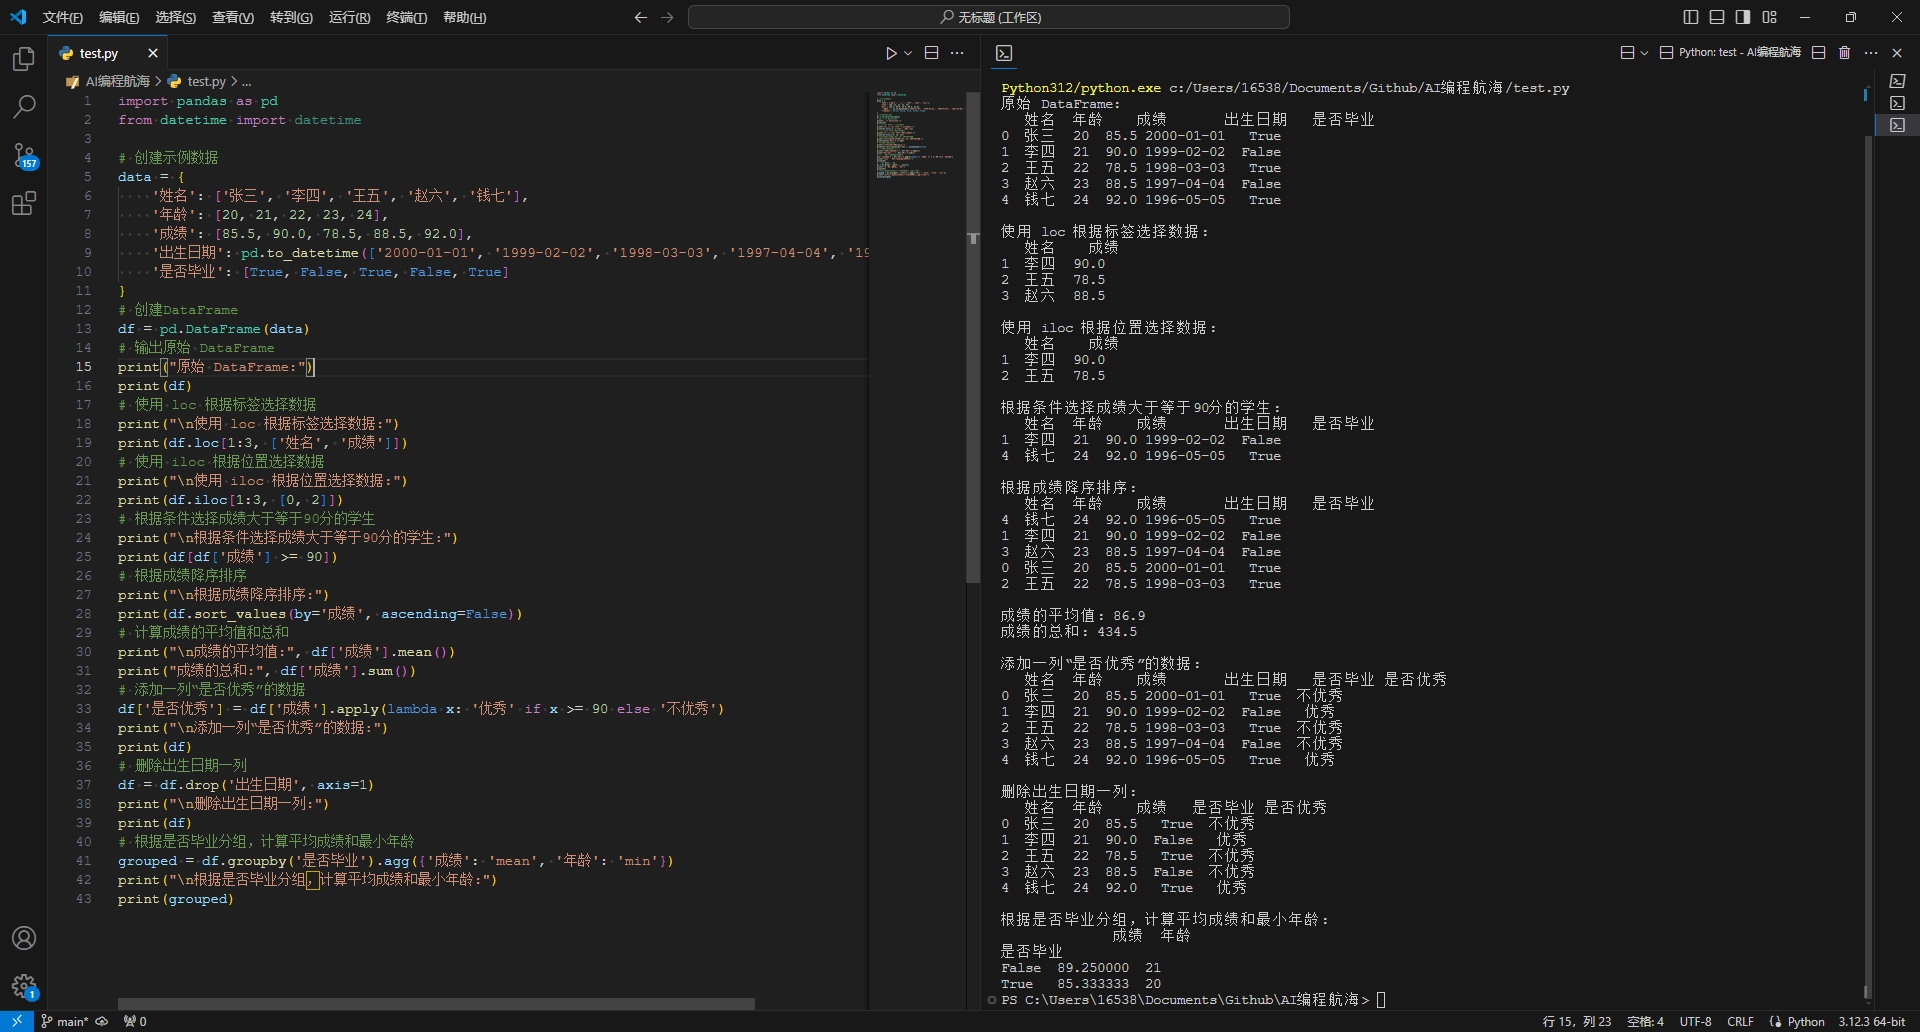 文件(F) 编辑(E) 选择(S) 查看(V) 转到(G) 运行(R) 终端(T) 帮助(H)
无标题 (工作区)
test.py
AI编程航海 > test.py > ...
1 import pandas as pd
2 from datetime import datetime
3
4 # 创建示例数据
5 data = {
6 '姓名': ['张三', '李四', '王五', '赵六', '钱七'],
7 '年龄': [20, 21, 22, 23, 24],
8 '成绩': [85.5, 90.0, 78.5, 88.5, 92.0],
9 '出生日期': pd.to_datetime(['2000-01-01', '1999-02-02', '1998-03-03', '1997-04-04', '19
10 '是否毕业': [True, False, True, False, True]
11 }
12 # 创建DataFrame
13 df = pd.DataFrame(data)
14 # 输出原始 DataFrame
15 print("原始 DataFrame:")
16 print(df)
17 # 使用 loc 根据标签选择数据
18 print("\n使用 loc 根据标签选择数据:")
19 print(df.loc[1:3, ['姓名', '成绩']])
20 # 使用 iloc 根据位置选择数据
21 print("\n使用 iloc 根据位置选择数据:")
22 print(df.iloc[1:3, [0, 2]])
23 # 根据条件选择成绩大于等于90分的学生
24 print("\n根据条件选择成绩大于等于90分的学生:")
25 print(df[df['成绩'] >= 90])
26 # 根据成绩降序排序
27 print("\n根据成绩降序排序:")
28 print(df.sort_values(by='成绩', ascending=False))
29 # 计算成绩的平均值和总和
30 print("\n成绩的平均值:", df['成绩'].mean())
31 print("成绩的总和:", df['成绩'].sum())
32 # 添加一列“是否优秀”的数据
33 df['是否优秀'] = df['成绩'].apply(lambda x: '优秀' if x >= 90 else '不优秀')
34 print("\n添加一列“是否优秀”的数据:")
35 print(df)
36 # 删除出生日期一列
37 df = df.drop('出生日期', axis=1)
38 print("\n删除出生日期一列:")
39 print(df)
40 # 根据是否毕业分组，计算平均成绩和最小年龄
41 grouped = df.groupby('是否毕业').agg({'成绩': 'mean', '年龄': 'min'})
42 print("\n根据是否毕业分组，计算平均成绩和最小年龄:")
43 print(grouped)
Python: test - AI编程航海
Python312/python.exe c:/Users/16538/Documents/Github/AI编程航海/test.py
原始 DataFrame:
姓名 年龄 成绩 出生日期 是否毕业
0 张三 20 85.5 2000-01-01 True
1 李四 21 90.0 1999-02-02 False
2 王五 22 78.5 1998-03-03 True
3 赵六 23 88.5 1997-04-04 False
4 钱七 24 92.0 1996-05-05 True
使用 loc 根据标签选择数据:
姓名 成绩
1 李四 90.0
2 王五 78.5
3 赵六 88.5
使用 iloc 根据位置选择数据:
姓名 成绩
1 李四 90.0
2 王五 78.5
根据条件选择成绩大于等于90分的学生:
姓名 年龄 成绩 出生日期 是否毕业
1 李四 21 90.0 1999-02-02 False
4 钱七 24 92.0 1996-05-05 True
根据成绩降序排序:
姓名 年龄 成绩 出生日期 是否毕业
4 钱七 24 92.0 1996-05-05 True
1 李四 21 90.0 1999-02-02 False
3 赵六 23 88.5 1997-04-04 False
0 张三 20 85.5 2000-01-01 True
2 王五 22 78.5 1998-03-03 True
成绩的平均值: 86.9
成绩的总和: 434.5
添加一列“是否优秀”的数据:
姓名 年龄 成绩 出生日期 是否毕业 是否优秀
0 张三 20 85.5 2000-01-01 True 不优秀
1 李四 21 90.0 1999-02-02 False 优秀
2 王五 22 78.5 1998-03-03 True 不优秀
3 赵六 23 88.5 1997-04-04 False 不优秀
4 钱七 24 92.0 1996-05-05 True 优秀
删除出生日期一列:
姓名 年龄 成绩 是否毕业 是否优秀
0 张三 20 85.5 True 不优秀
1 李四 21 90.0 False 优秀
2 王五 22 78.5 True 不优秀
3 赵六 23 88.5 False 不优秀
4 钱七 24 92.0 True 优秀
根据是否毕业分组，计算平均成绩和最小年龄:
成绩 年龄
是否毕业
False 89.250000 21
True 85.333333 20
PS C:\Users\16538\Documents\Github\AI编程航海>
157
1
main* 0
行 15，列 23 空格: 4 UTF-8 CRLF Python 3.12.3 64-bit